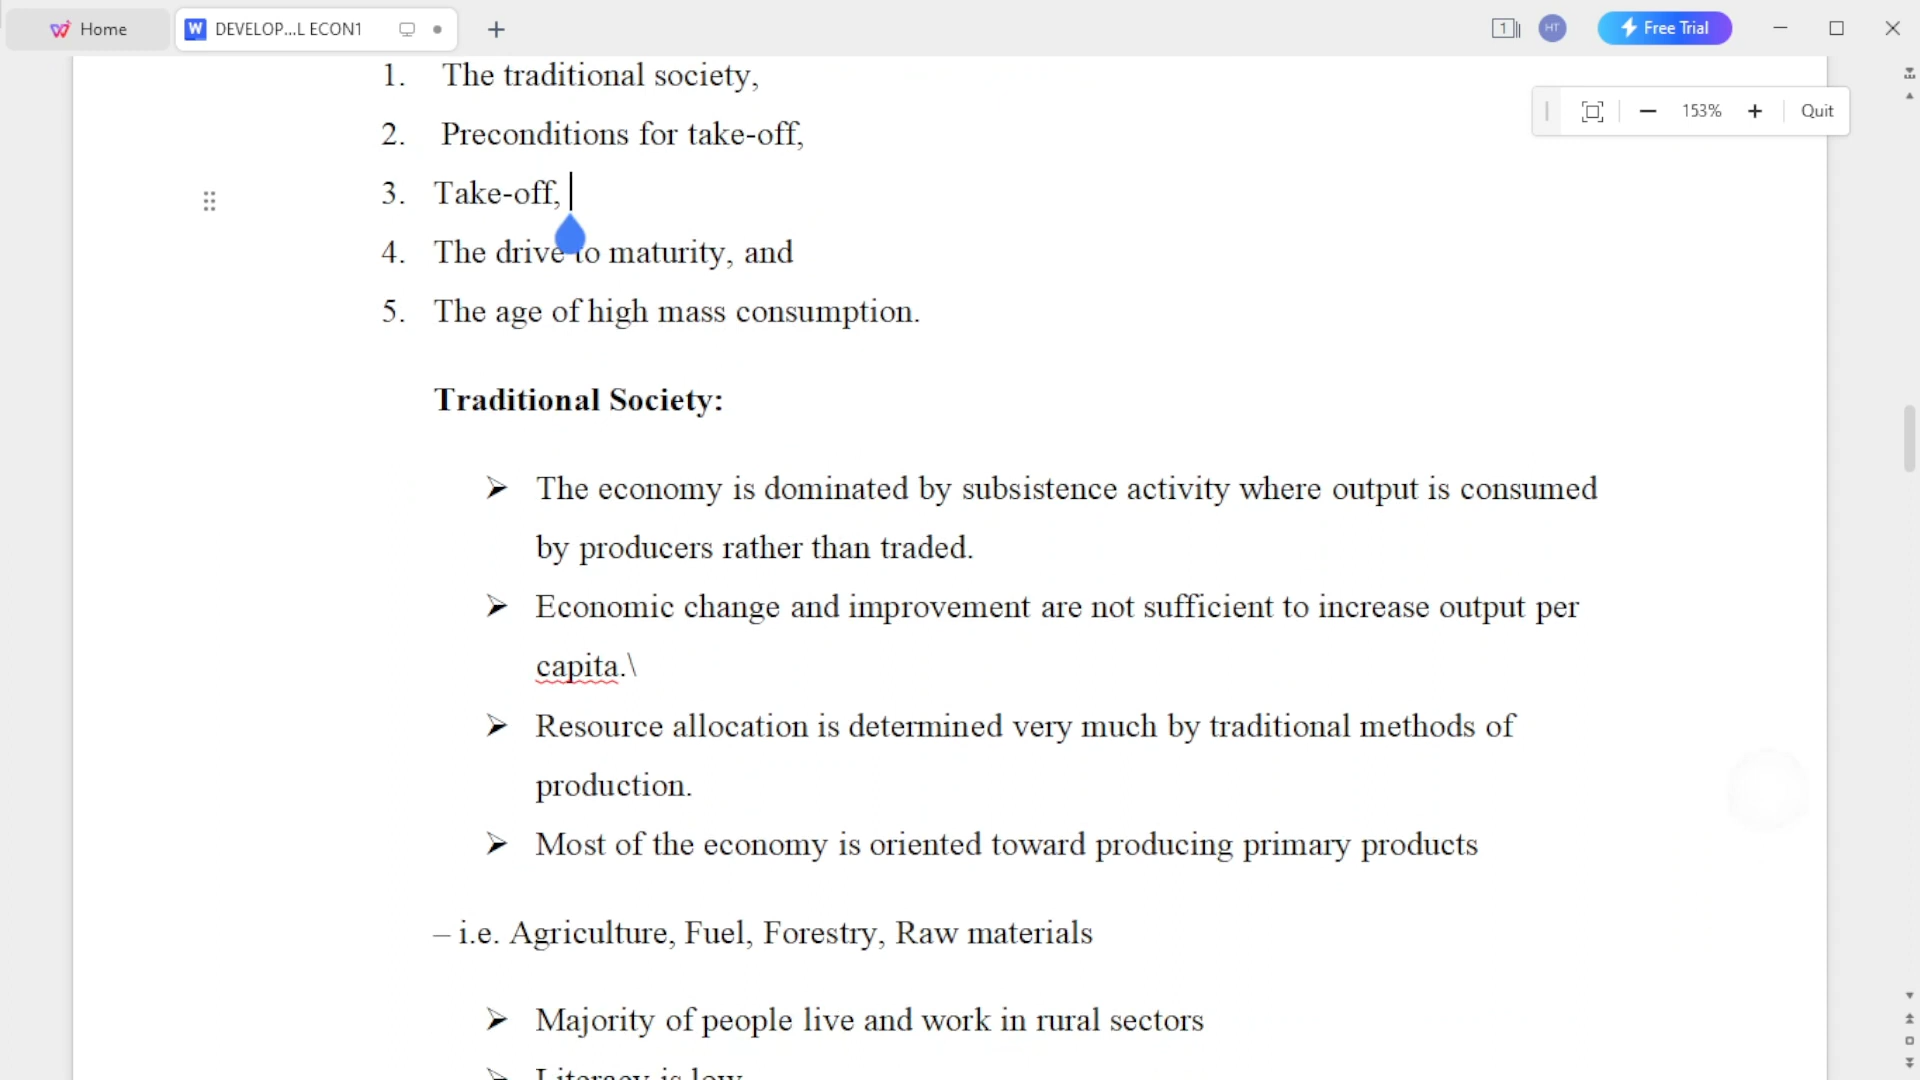 Home
DEVELOP...L ECON1
1
HT
Free Trial
1. The traditional society,
153%
Quit
2. Preconditions for take-off,
3. Take-off,
4. The drive to maturity, and
5. The age of high mass consumption.
Traditional Society:
➢ The economy is dominated by subsistence activity where output is consumed
by producers rather than traded.
➢ Economic change and improvement are not sufficient to increase output per
capita.\
➢ Resource allocation is determined very much by traditional methods of
production.
➢ Most of the economy is oriented toward producing primary products
– i.e. Agriculture, Fuel, Forestry, Raw materials
➢ Majority of people live and work in rural sectors
➢ Literacy is low